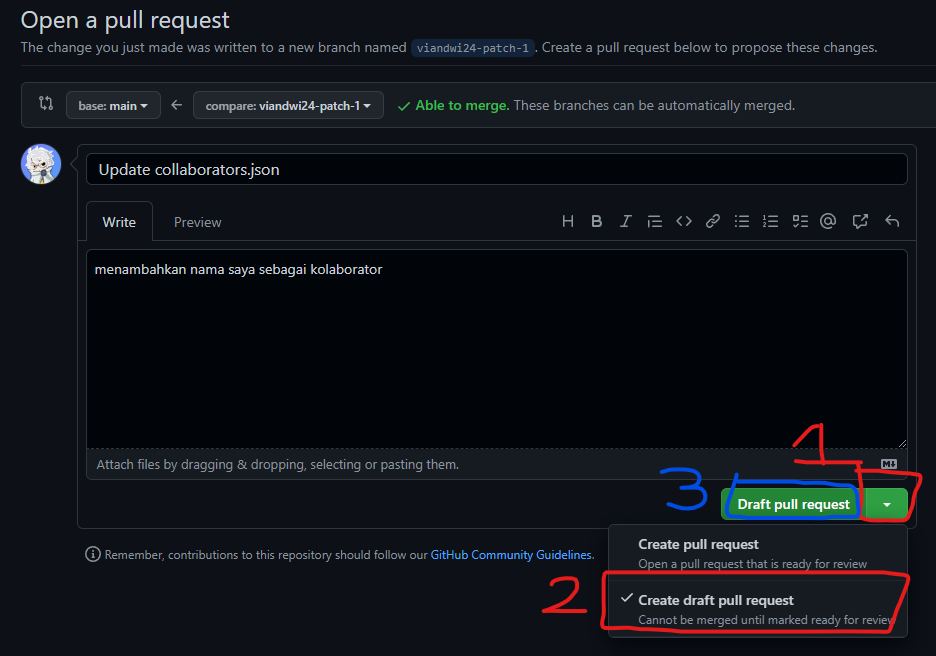 Open a pull request
The change you just made was written to a new branch named viandwi24-patch-1. Create a pull request below to propose these changes.
base: main ← compare: viandwi24-patch-1 ✓ Able to merge. These branches can be automatically merged.
Update collaborators.json
Write Preview
menambahkan nama saya sebagai kolaborator
Attach files by dragging & dropping, selecting or pasting them.
1
3
Draft pull request
Create pull request
Open a pull request that is ready for review
Remember, contributions to this repository should follow our GitHub Community Guidelines.
2
✓ Create draft pull request
Cannot be merged until marked ready for review